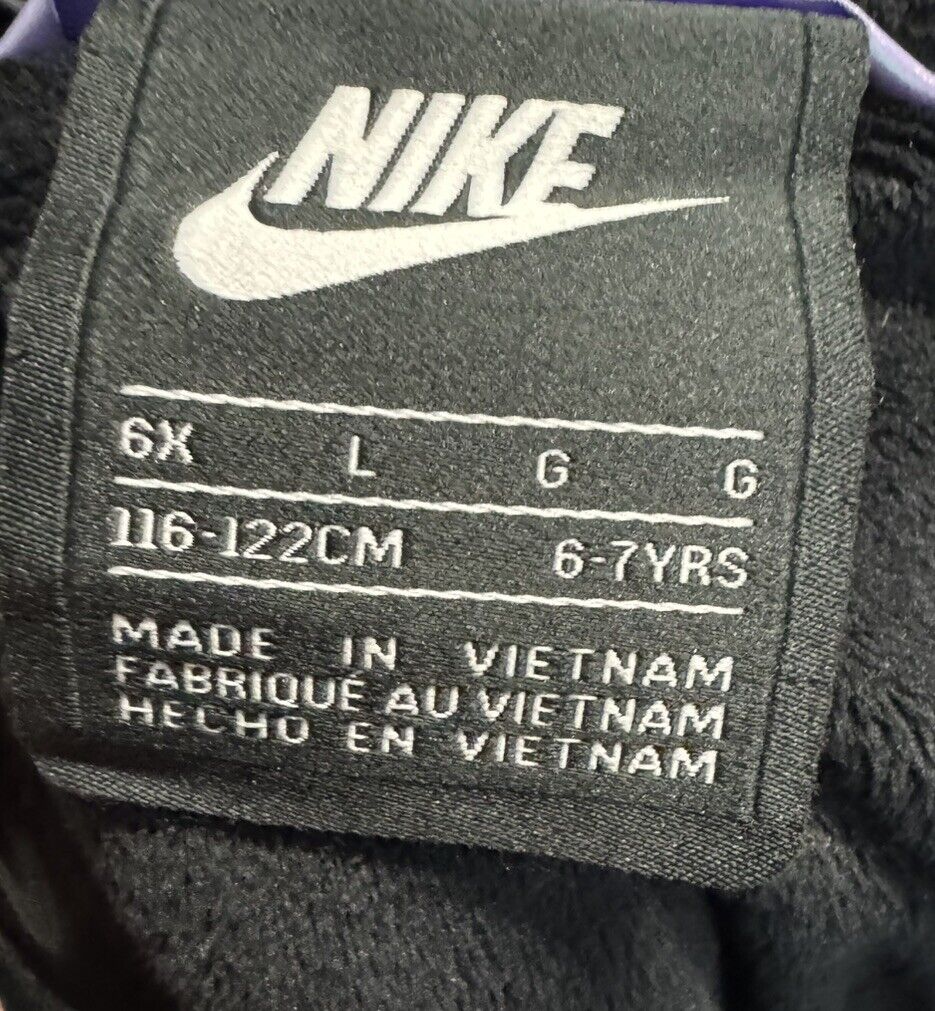 NIKE
6X L G G
116-122CM 6-7YRS
MADE IN VIETNAM
FABRIQUÉ AU VIETNAM
HECHO EN VIETNAM